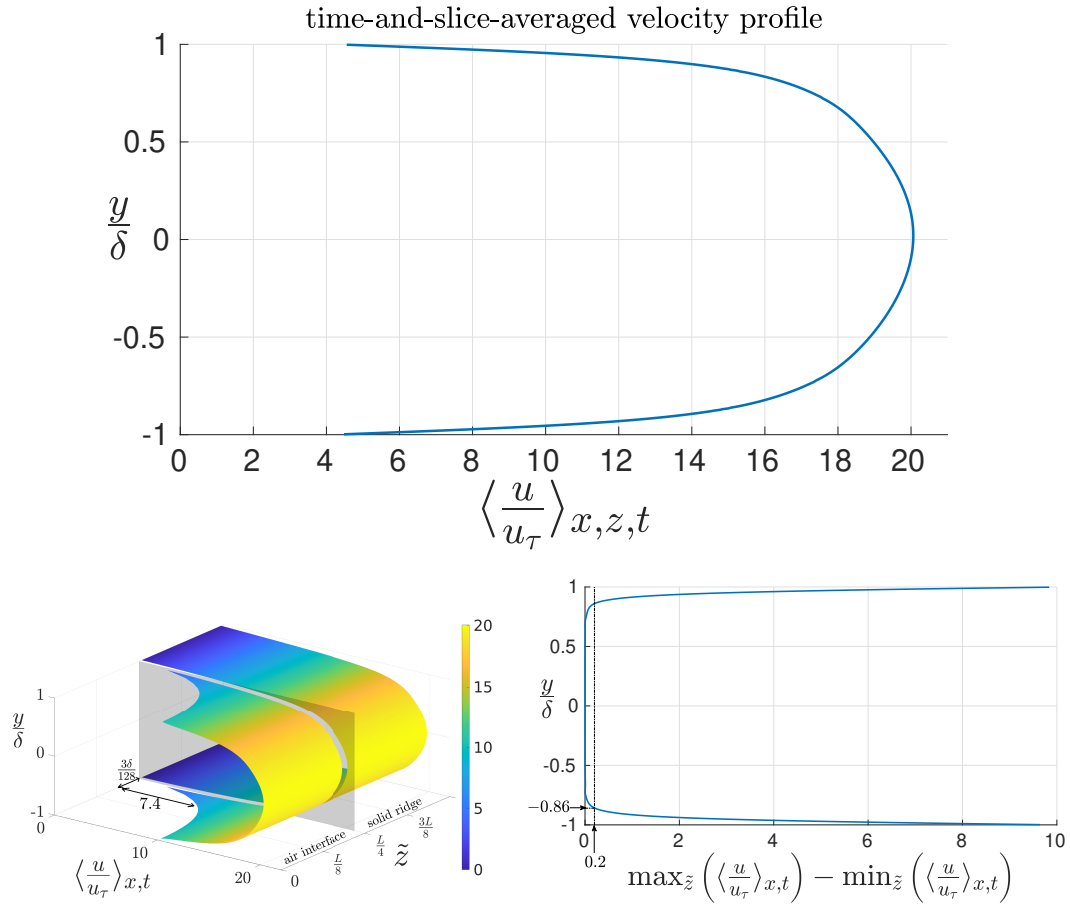 time-and-slice-averaged velocity profile
1
0.5
y/δ
0
-0.5
-1
0 2 4 6 8 10 12 14 16 18 20
⟨u/u_τ⟩_{x,z,t}
1
y/δ
0
-1
0
10
20
⟨u/u_τ⟩_{x,t}
3δ/128
7.4
air interface
solid ridge
0
L/8
L/4
3L/8
z̃
20
15
10
5
0
1
0.5
y/δ
0
-0.5
−0.86
-1
0 2 4 6 8 10
0.2
max_{z̃} (⟨u/u_τ⟩_{x,t}) − min_{z̃} (⟨u/u_τ⟩_{x,t})